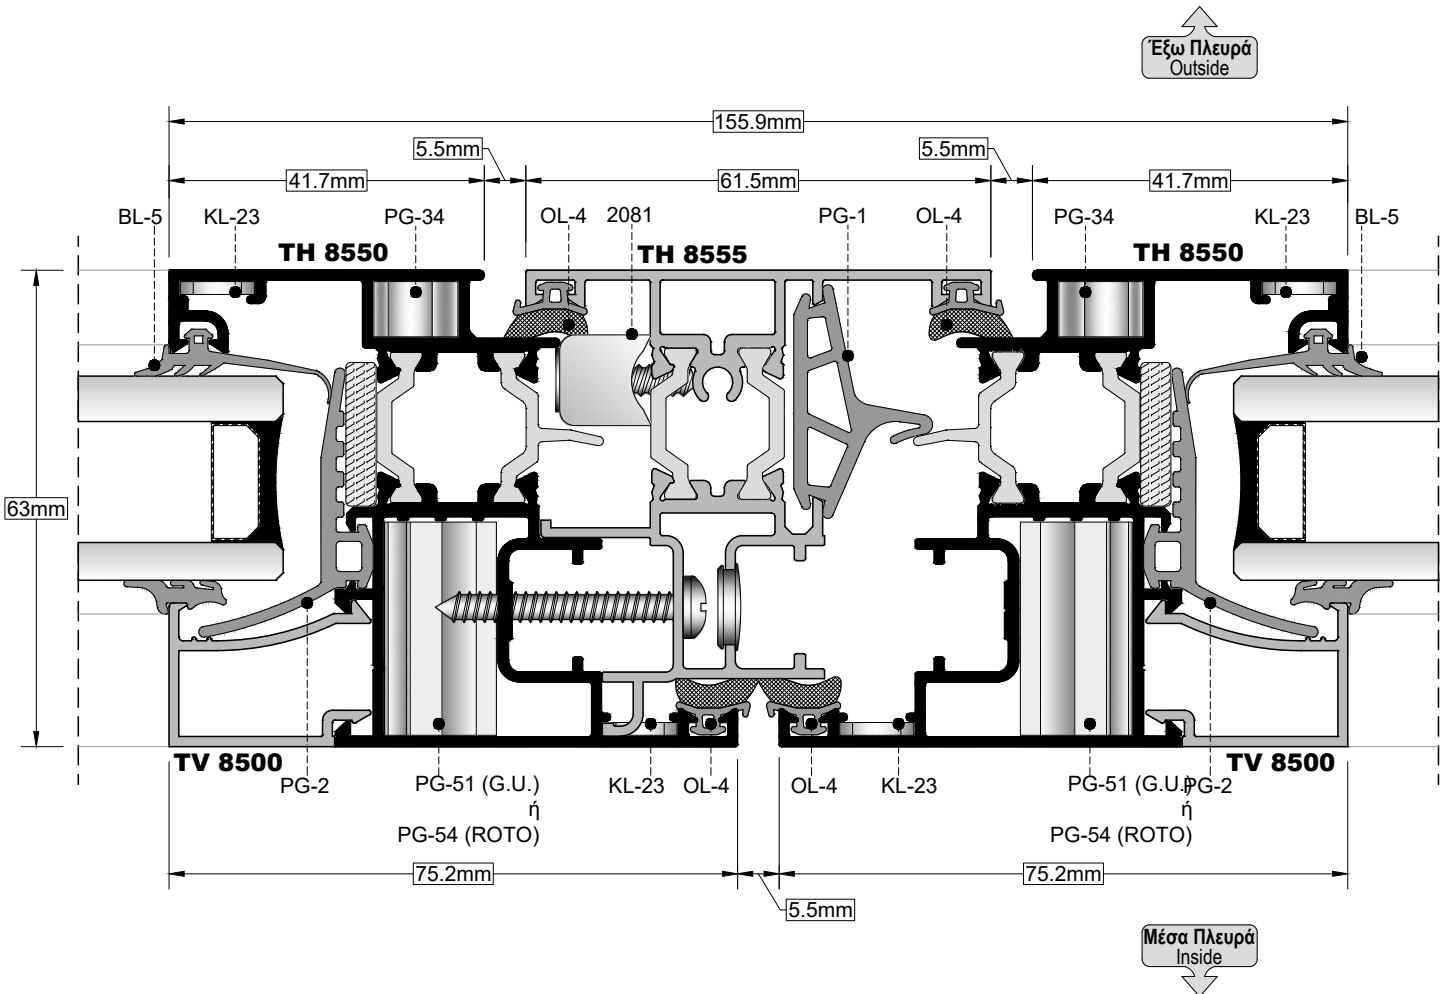 Έξω Πλευρά
Outside
155.9mm
5.5mm
5.5mm
41.7mm
61.5mm
41.7mm
BL-5
KL-23
PG-34
OL-4
2081
PG-1
OL-4
PG-34
KL-23
BL-5
TH 8550
TH 8555
TH 8550
63mm
TV 8500
TV 8500
PG-2
PG-51 (G.U.)
ή
PG-54 (ROTO)
KL-23
OL-4
OL-4
KL-23
PG-51 (G.U.)
ή
PG-54 (ROTO)
PG-2
75.2mm
75.2mm
5.5mm
Μέσα Πλευρά
Inside